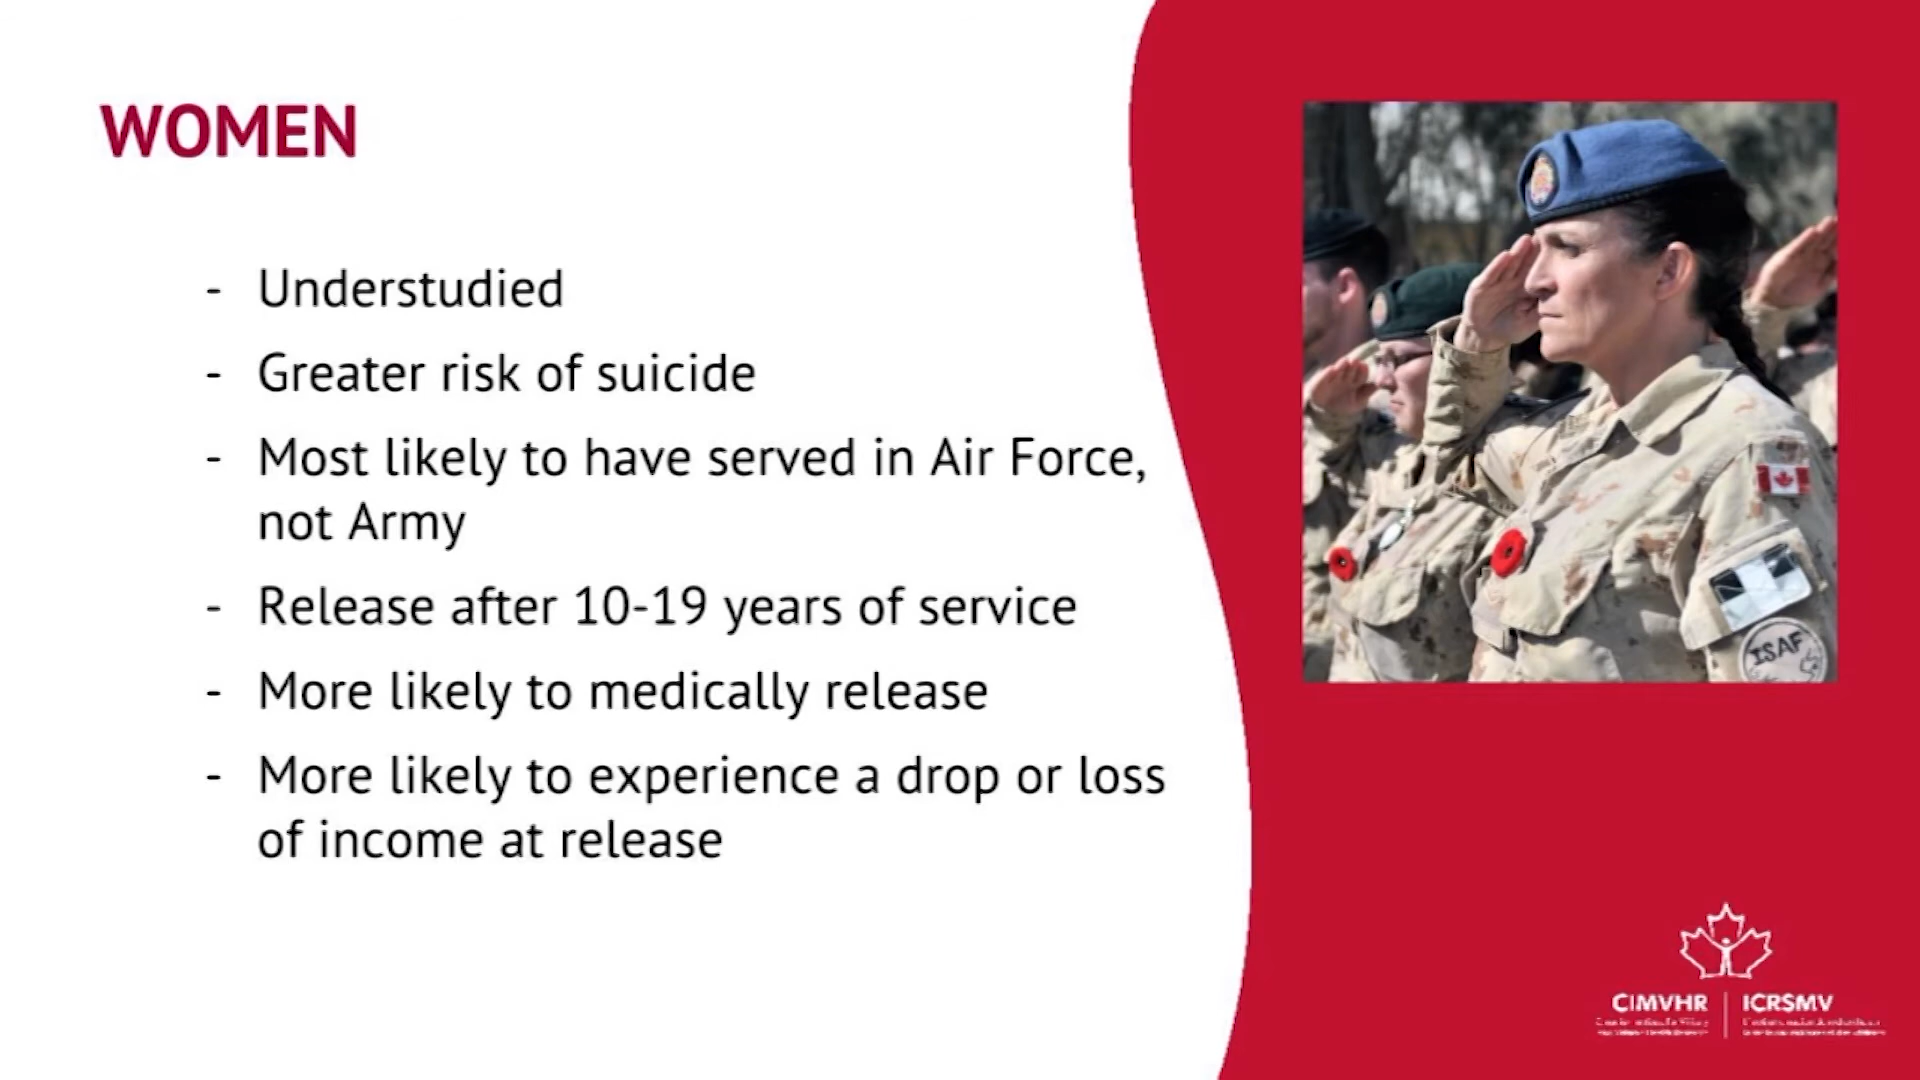 WOMEN
- Understudied
- Greater risk of suicide
- Most likely to have served in Air Force,
not Army
- Release after 10-19 years of service
- More likely to medically release
- More likely to experience a drop or loss
of income at release
ISAF
CIMVHR | ICRSMV